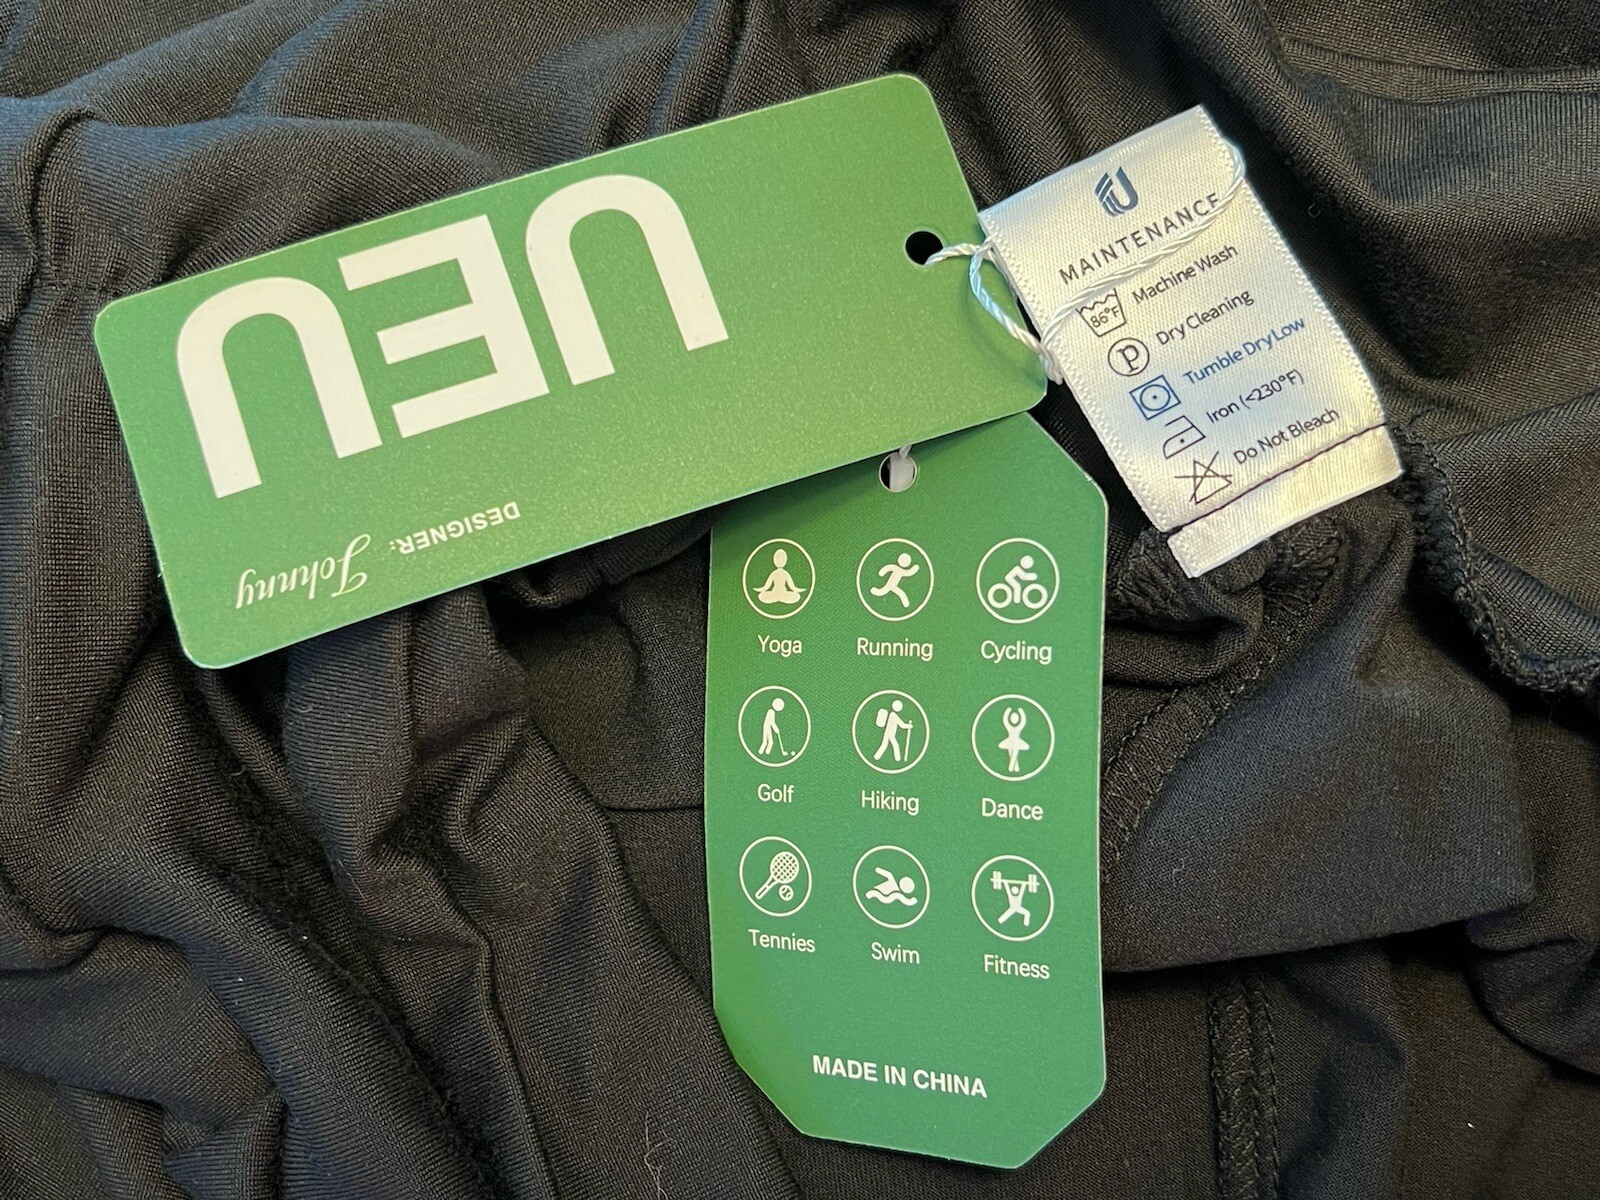 UEU
DESIGNER: Johnny
MAINTENANCE
86°F Machine Wash
P Dry Cleaning
Tumble Dry Low
Iron (<230°F)
Do Not Bleach
Yoga Running Cycling
Golf Hiking Dance
Tennies Swim Fitness
MADE IN CHINA